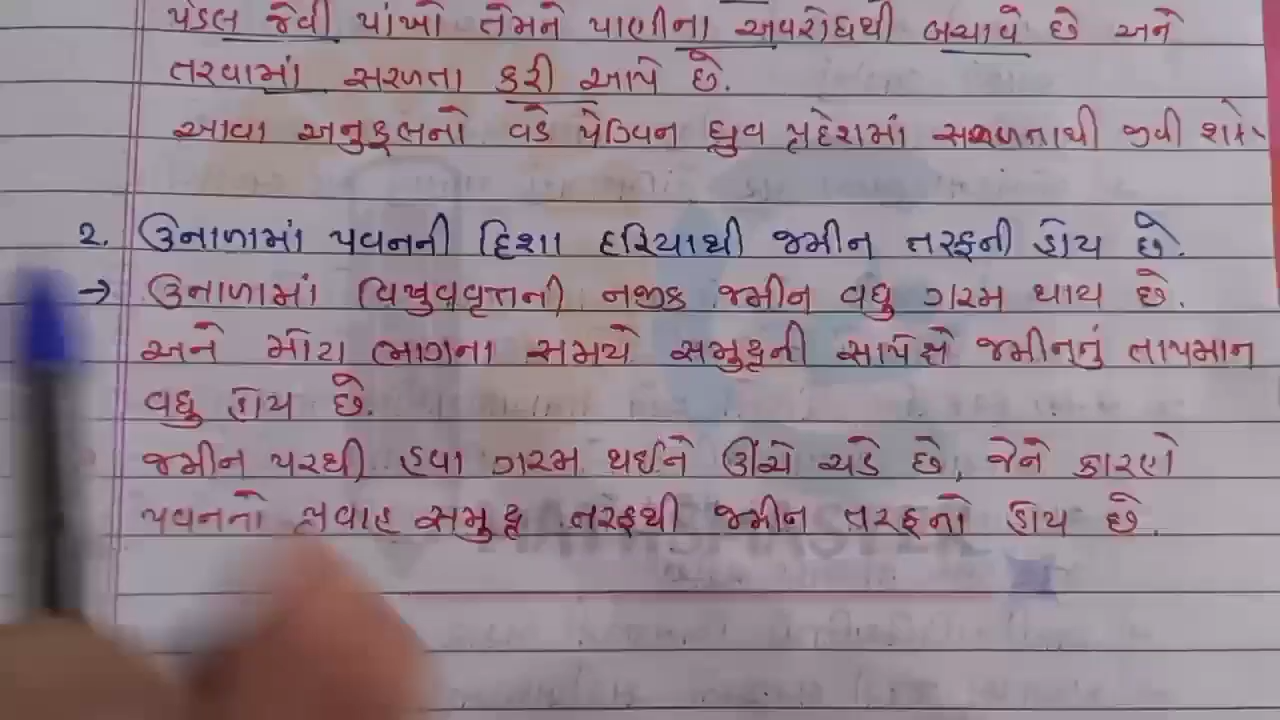 પેડલ જેવી પાંખો તેમને પાણીના અવરોધથી બચાવે છે અને
તરવામાં સરળતા કરી આપે છે.
આવા અનુકૂલનો વડે પેંગ્વિન ધ્રુવ પ્રદેશમાં સરળતાથી જીવી શકે
૨. ઉનાળામાં પવનની દિશા દરિયાથી જમીન તરફની હોય છે.
→ ઉનાળામાં વિષુવવૃત્તની નજીક જમીન વધુ ગરમ થાય છે.
અને મોટા ભાગના સમયે સમુદ્રની સાપેક્ષે જમીનનું તાપમાન
વધુ હોય છે.
જમીન પરથી હવા ગરમ થઈને ઊંચે ચડે છે, જેને કારણે
પવનનો પ્રવાહ સમુદ્ર તરફથી જમીન તરફનો હોય છે.